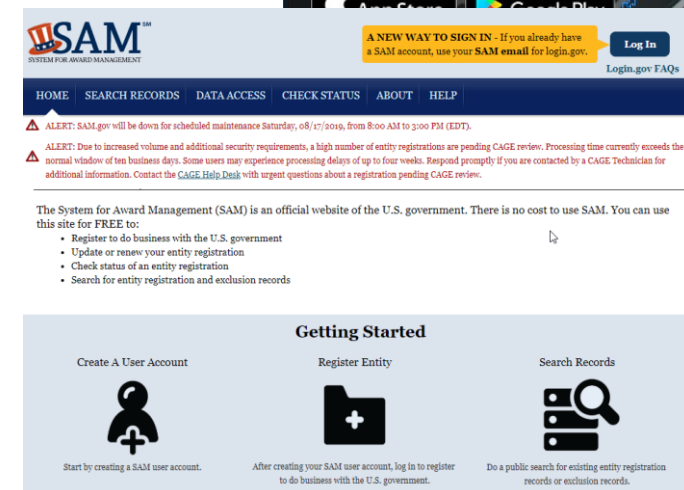 App Store Google Play
USAM SM
SYSTEM FOR AWARD MANAGEMENT
A NEW WAY TO SIGN IN - If you already have
a SAM account, use your SAM email for login.gov.
Log In
Login.gov FAQs
HOME SEARCH RECORDS DATA ACCESS CHECK STATUS ABOUT HELP
ALERT: SAM.gov will be down for scheduled maintenance Saturday, 08/17/2019, from 8:00 AM to 3:00 PM (EDT).
ALERT: Due to increased volume and additional security requirements, a high number of entity registrations are pending CAGE review. Processing time currently exceeds the
normal window of ten business days. Some users may experience processing delays of up to four weeks. Respond promptly if you are contacted by a CAGE Technician for
additional information. Contact the CAGE Help Desk with urgent questions about a registration pending CAGE review.
The System for Award Management (SAM) is an official website of the U.S. government. There is no cost to use SAM. You can use
this site for FREE to:
• Register to do business with the U.S. government
• Update or renew your entity registration
• Check status of an entity registration
• Search for entity registration and exclusion records
Getting Started
Create A User Account
Start by creating a SAM user account.
Register Entity
After creating your SAM user account, log in to register
to do business with the U.S. government.
Search Records
Do a public search for existing entity registration
records or exclusion records.